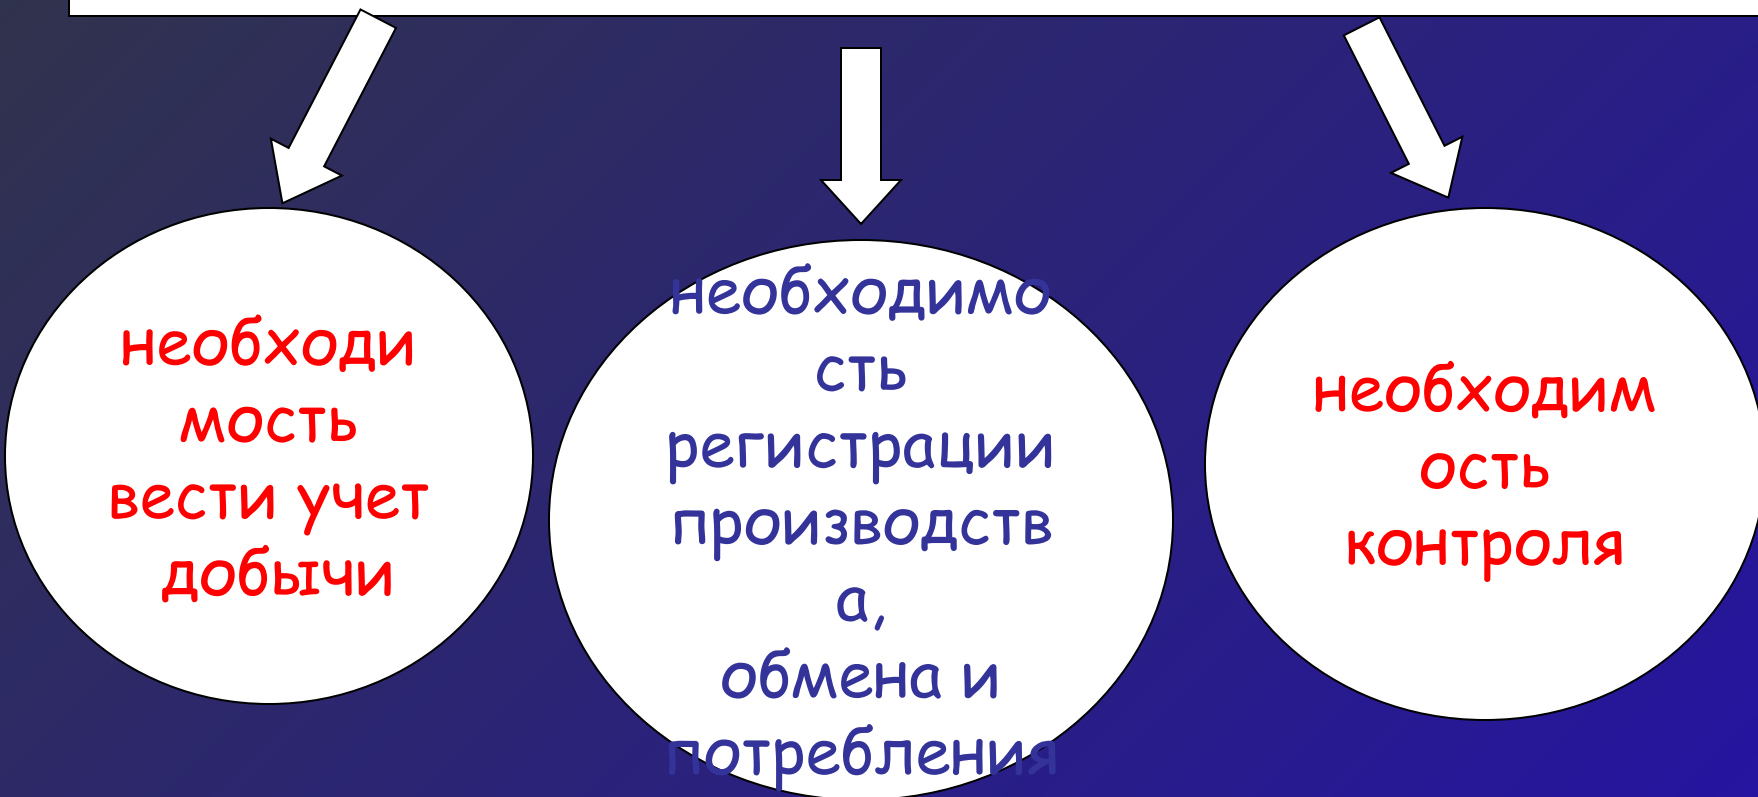 необходи
мость
вести учет
добычи
необходимо
сть
регистрации
производств
а,
обмена и
потребления
необходим
ость
контроля